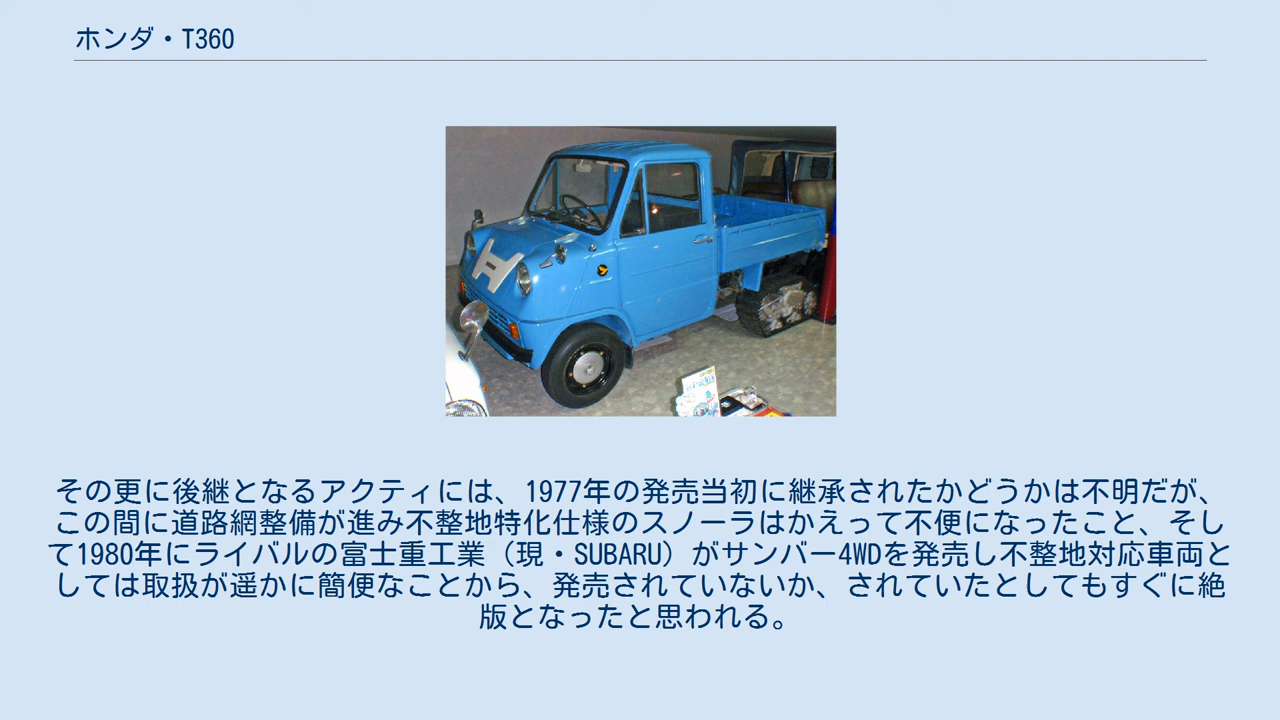 ホンダ・T360
その更に後継となるアクティには、1977年の発売当初に継承されたかどうかは不明だが、
この間に道路網整備が進み不整地特化仕様のスノーラはかえって不便になったこと、そし
て1980年にライバルの富士重工業（現・SUBARU）がサンバー4WDを発売し不整地対応車両と
しては取扱が遥かに簡便なことから、発売されていないか、されていたとしてもすぐに絶
版となったと思われる。